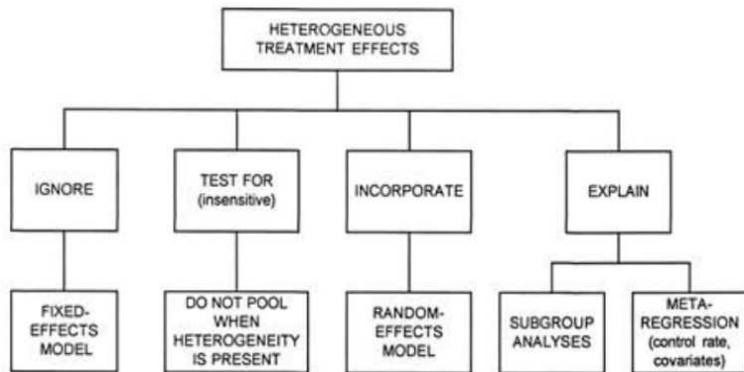 HETEROGENEOUS
TREATMENT EFFECTS
IGNORE
TEST FOR
(insensitive)
INCORPORATE
EXPLAIN
FIXED-
EFFECTS
MODEL
DO NOT POOL
WHEN
HETEROGENEITY
IS PRESENT
RANDOM-
EFFECTS
MODEL
SUBGROUP
ANALYSES
META-
REGRESSION
(control rate,
covariates)